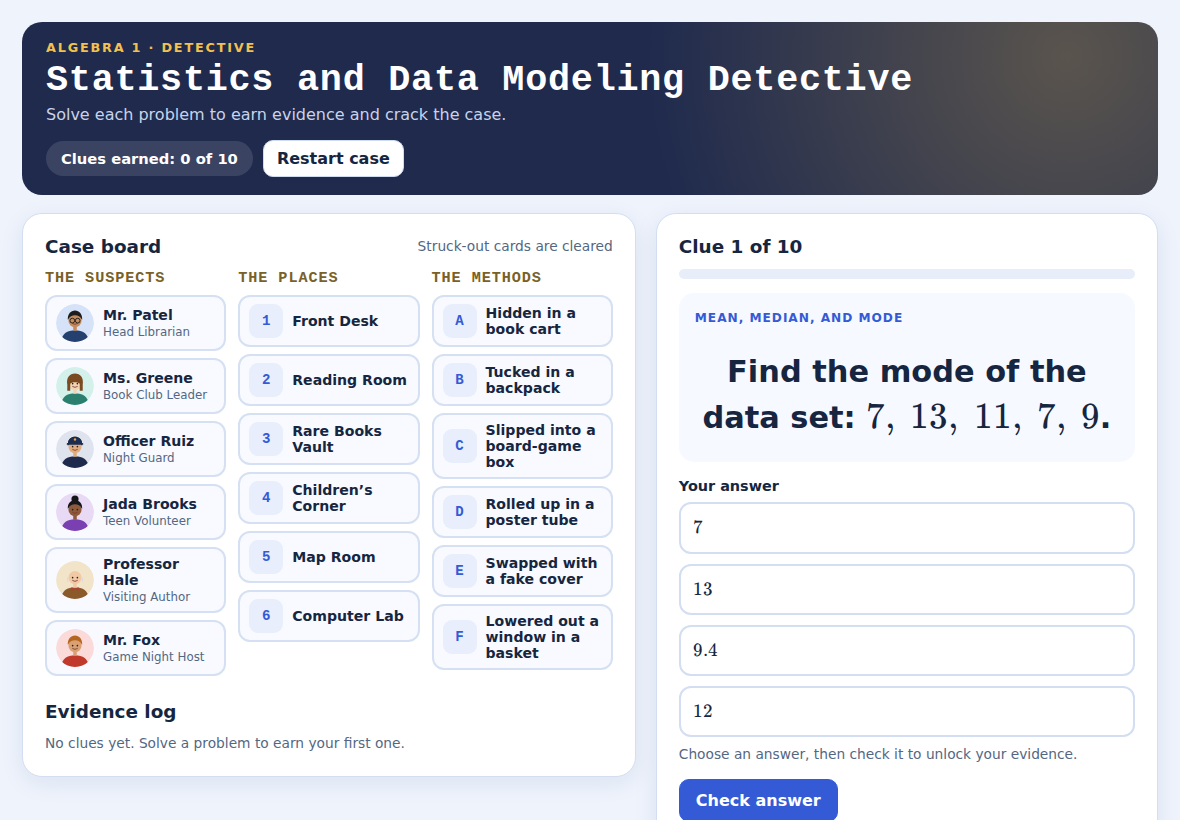 ALGEBRA 1 · DETECTIVE
Statistics and Data Modeling Detective
Solve each problem to earn evidence and crack the case.
Clues earned: 0 of 10
Restart case
Case board
Struck-out cards are cleared
THE SUSPECTS
Mr. Patel
Head Librarian
Ms. Greene
Book Club Leader
Officer Ruiz
Night Guard
Jada Brooks
Teen Volunteer
Professor
Hale
Visiting Author
Mr. Fox
Game Night Host
THE PLACES
1 Front Desk
2 Reading Room
3 Rare Books
Vault
4 Children’s
Corner
5 Map Room
6 Computer Lab
THE METHODS
A Hidden in a
book cart
B Tucked in a
backpack
C Slipped into a
board-game
box
D Rolled up in a
poster tube
E Swapped with
a fake cover
F Lowered out a
window in a
basket
Evidence log
No clues yet. Solve a problem to earn your first one.
Clue 1 of 10
MEAN, MEDIAN, AND MODE
Find the mode of the
data set: 7, 13, 11, 7, 9.
Your answer
7
13
9.4
12
Choose an answer, then check it to unlock your evidence.
Check answer